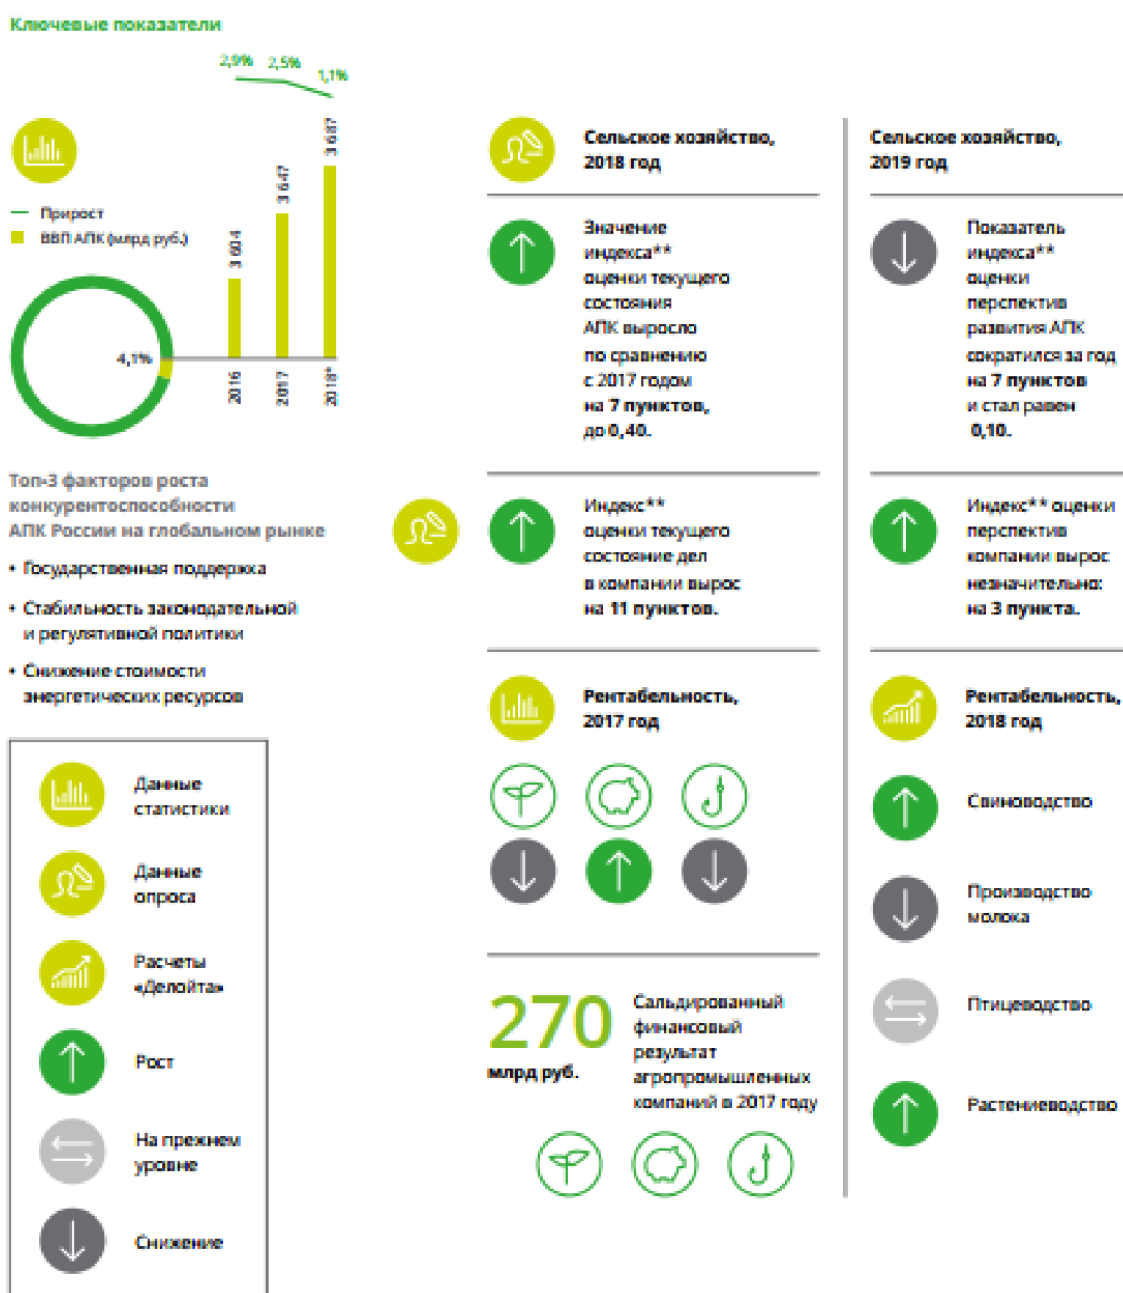 Ключевые показатели
2,9% 2,5% 1,1%
3 604
3 647
3 687
Прирост
ВВП АПК (млрд руб.)
4,1%
2016
2017
2018*
Топ-3 факторов роста
конкурентоспособности
АПК России на глобальном рынке
• Государственная поддержка
• Стабильность законодательной
и регулятивной политики
• Снижение стоимости
энергетических ресурсов
Данные
статистики
Данные
опроса
Расчеты
«Делойта»
Рост
На прежнем
уровне
Снижение
Сельское хозяйство,
2018 год
Значение
индекса**
оценки текущего
состояния
АПК выросло
по сравнению
с 2017 годом
на 7 пунктов,
до 0,40.
Индекс**
оценки текущего
состояние дел
в компании вырос
на 11 пунктов.
Рентабельность,
2017 год
270
млрд руб.
Сальдированный
финансовый
результат
агропромышленных
компаний в 2017 году
Сельское хозяйство,
2019 год
Показатель
индекса**
оценки
перспектив
развития АПК
сократился за год
на 7 пунктов
и стал равен
0,10.
Индекс** оценки
перспектив
компании вырос
незначительно:
на 3 пункта.
Рентабельность,
2018 год
Свиноводство
Производство
молока
Птицеводство
Растениеводство